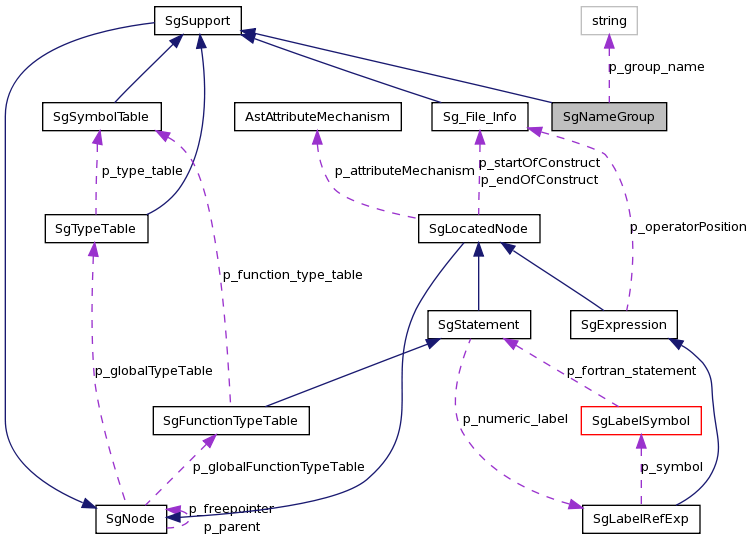 SgSupport
string
p_group_name
SgSymbolTable
AstAttributeMechanism
Sg_File_Info
SgNameGroup
p_type_table
p_attributeMechanism
p_startOfConstruct
p_endOfConstruct
p_operatorPosition
SgTypeTable
SgLocatedNode
p_function_type_table
SgStatement
SgExpression
p_globalTypeTable
p_fortran_statement
SgFunctionTypeTable
p_numeric_label
SgLabelSymbol
p_globalFunctionTypeTable
p_symbol
SgNode
p_freepointer
p_parent
SgLabelRefExp